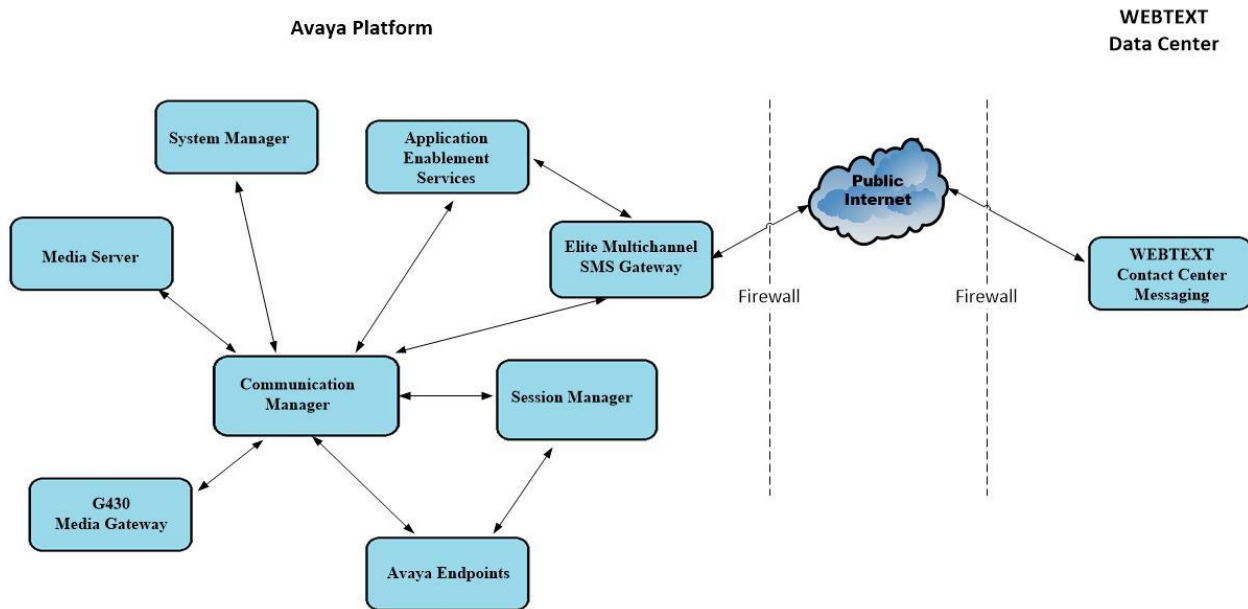 Avaya Platform
WEBTEXT
Data Center
System Manager
Application
Enablement
Services
Public
Internet
Media Server
Elite Multichannel
SMS Gateway
WEBTEXT
Contact Center
Messaging
Firewall
Firewall
Communication
Manager
Session Manager
G430
Media Gateway
Avaya Endpoints